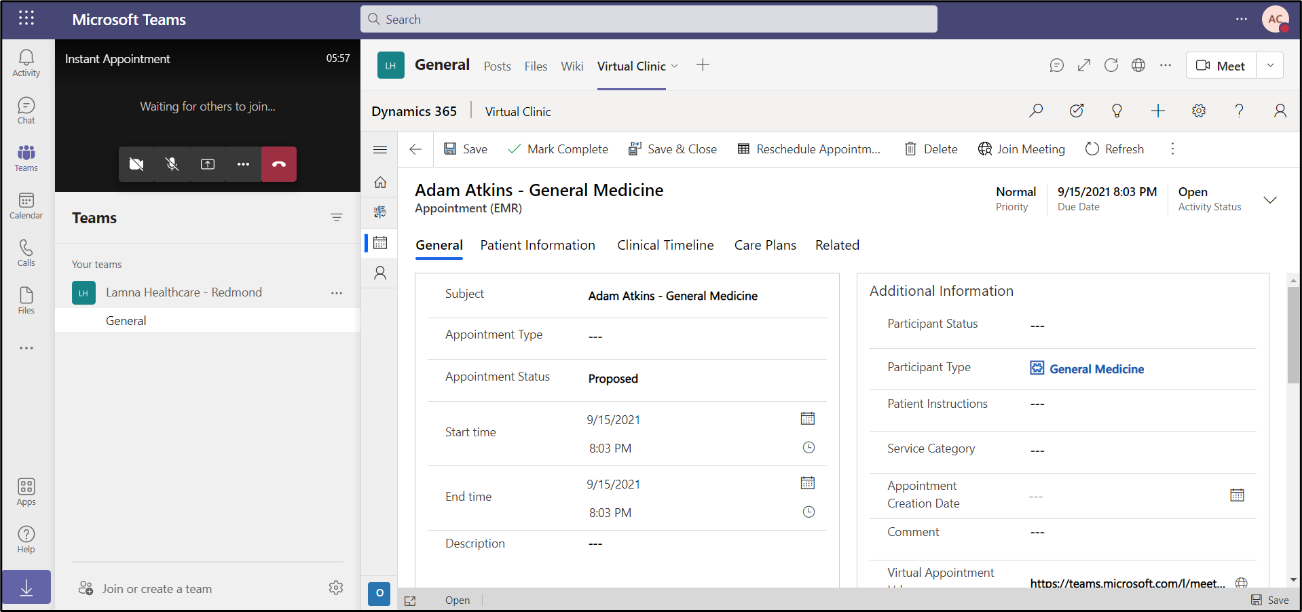 Microsoft Teams
Search
AC
Activity
Chat
Teams
Calendar
Calls
Files
Apps
Help
Instant Appointment 05:57
Waiting for others to join...
Teams
Your teams
LH Lamna Healthcare - Redmond
General
Join or create a team
LH General Posts Files Wiki Virtual Clinic
Meet
Dynamics 365 Virtual Clinic
Save Mark Complete Save & Close Reschedule Appointm... Delete Join Meeting Refresh
Adam Atkins - General Medicine
Appointment (EMR)
Normal
Priority
9/15/2021 8:03 PM
Due Date
Open
Activity Status
General Patient Information Clinical Timeline Care Plans Related
Subject Adam Atkins - General Medicine
Appointment Type ---
Appointment Status Proposed
Start time
9/15/2021
8:03 PM
End time
9/15/2021
8:03 PM
Description ---
Additional Information
Participant Status ---
Participant Type General Medicine
Patient Instructions ---
Service Category ---
Appointment
Creation Date ---
Comment ---
Virtual Appointment
https://teams.microsoft.com/l/meet...
O
Open
Save